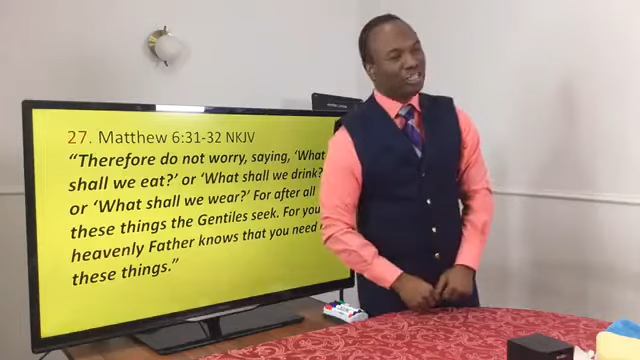 27. Matthew 6:31-32 NKJV
“Therefore do not worry, saying, ‘What
shall we eat?’ or ‘What shall we drink?’
or ‘What shall we wear?’ For after all
these things the Gentiles seek. For your
heavenly Father knows that you need
these things.”